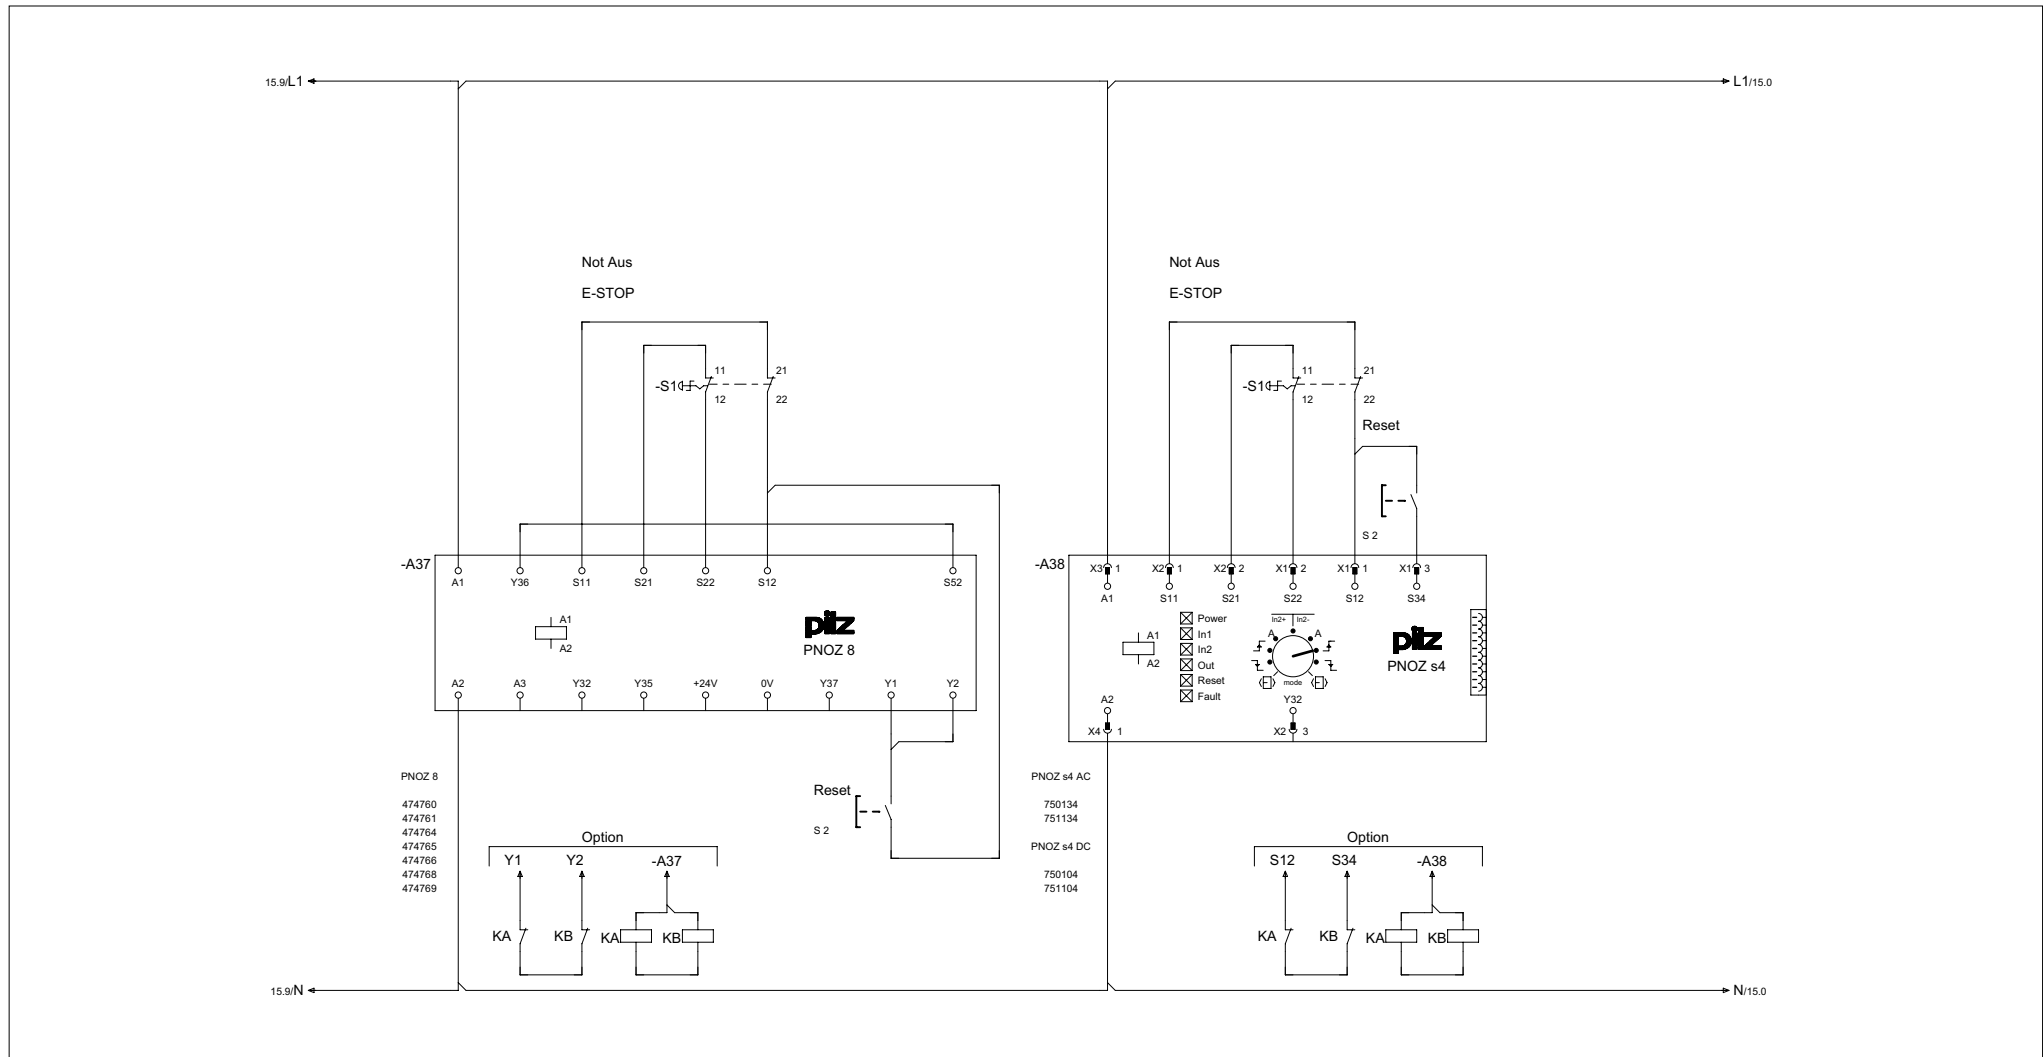 15.9/L1
L1/15.0
Not Aus
E-STOP
-S1
11
12
21
22
-A37
A1
Y36
S11
S21
S22
S12
S52
A1
A2
pilz
PNOZ 8
A2
A3
Y32
Y35
+24V
0V
Y37
Y1
Y2
Reset
S 2
PNOZ 8
474760
474761
474764
474765
474766
474768
474769
Option
Y1
Y2
-A37
KA
KB
KA
KB
Not Aus
E-STOP
-S1
11
12
21
22
Reset
S 2
-A38
X3 1
X2 1
X2 2
X1 2
X1 1
X1 3
A1
S11
S21
S22
S12
S34
A1
A2
Power
In1
In2
Out
Reset
Fault
In2+
In2-
A
A
mode
pilz
PNOZ s4
A2
Y32
X4 1
X2 3
PNOZ s4 AC
750134
751134
PNOZ s4 DC
750104
751104
Option
S12
S34
-A38
KA
KB
KA
KB
15.9/N
N/15.0